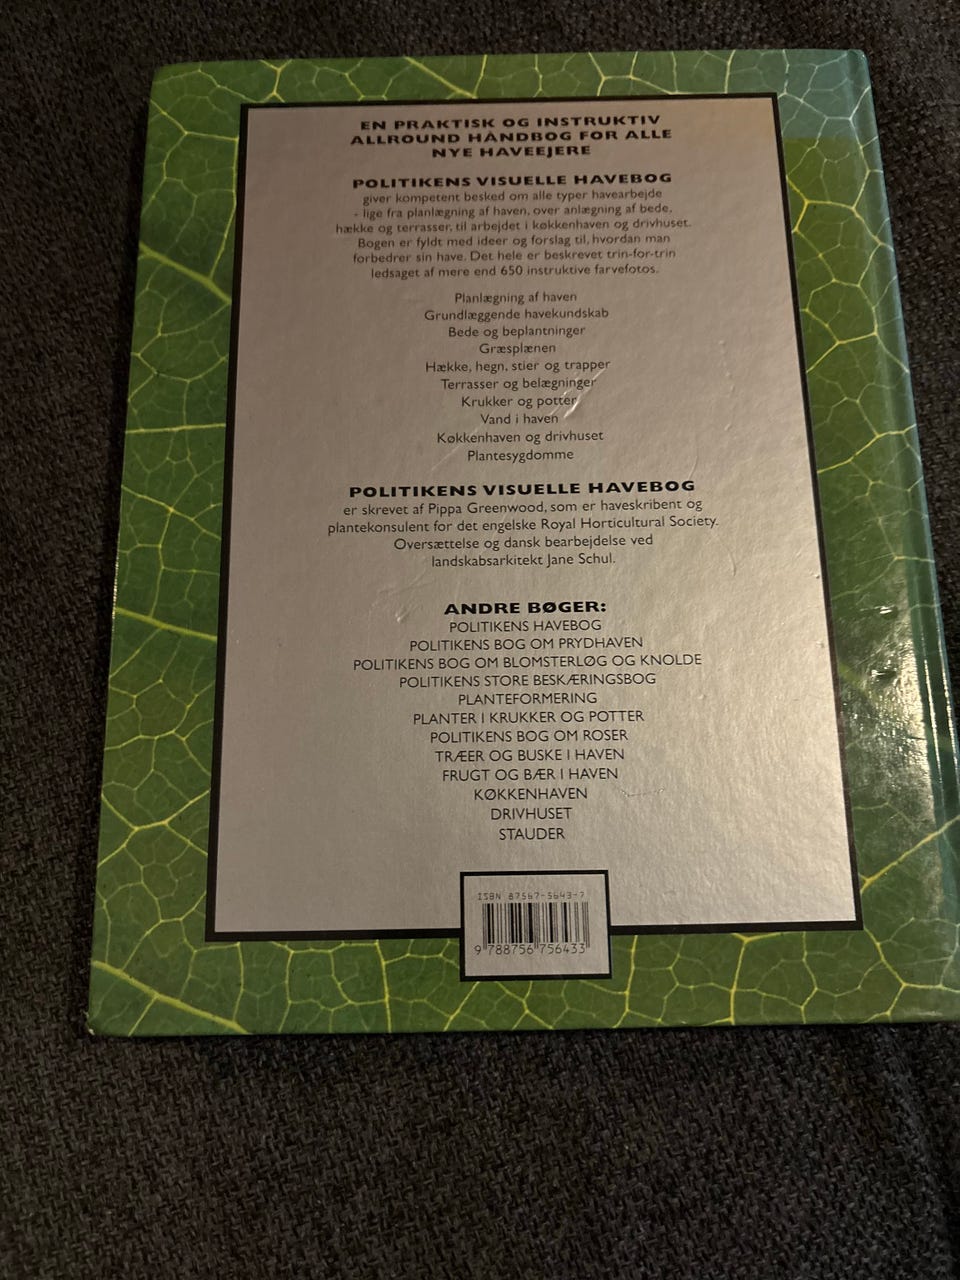 EN PRAKTISK OG INSTRUKTIV
ALLROUND HÅNDBOG FOR ALLE
NYE HAVEEJERE
POLITIKENS VISUELLE HAVEBOG
giver kompetent besked om alle typer havearbejde
- lige fra planlægning af haven, over anlægning af bede,
hække og terrasser, til arbejdet i køkkenhaven og drivhuset.
Bogen er fyldt med ideer og forslag til, hvordan man
forbedrer sin have. Det hele er beskrevet trin-for-trin
ledsaget af mere end 650 instruktive farvefotos.
Planlægning af haven
Grundlæggende havekundskab
Bede og beplantninger
Græsplænen
Hække, hegn, stier og trapper
Terrasser og belægninger
Krukker og potter
Vand i haven
Køkkenhaven og drivhuset
Plantesygdomme
POLITIKENS VISUELLE HAVEBOG
er skrevet af Pippa Greenwood, som er haveskribent og
plantekonsulent for det engelske Royal Horticultural Society.
Oversættelse og dansk bearbejdelse ved
landskabsarkitekt Jane Schul.
ANDRE BØGER:
POLITIKENS HAVEBOG
POLITIKENS BOG OM PRYDHAVEN
POLITIKENS BOG OM BLOMSTERLØG OG KNOLDE
POLITIKENS STORE BESKÆRINGSBOG
PLANTEFORMERING
PLANTER I KRUKKER OG POTTER
POLITIKENS BOG OM ROSER
TRÆER OG BUSKE I HAVEN
FRUGT OG BÆR I HAVEN
KØKKENHAVEN
DRIVHUSET
STAUDER
ISBN 87567-5643-7
9 788756 756433